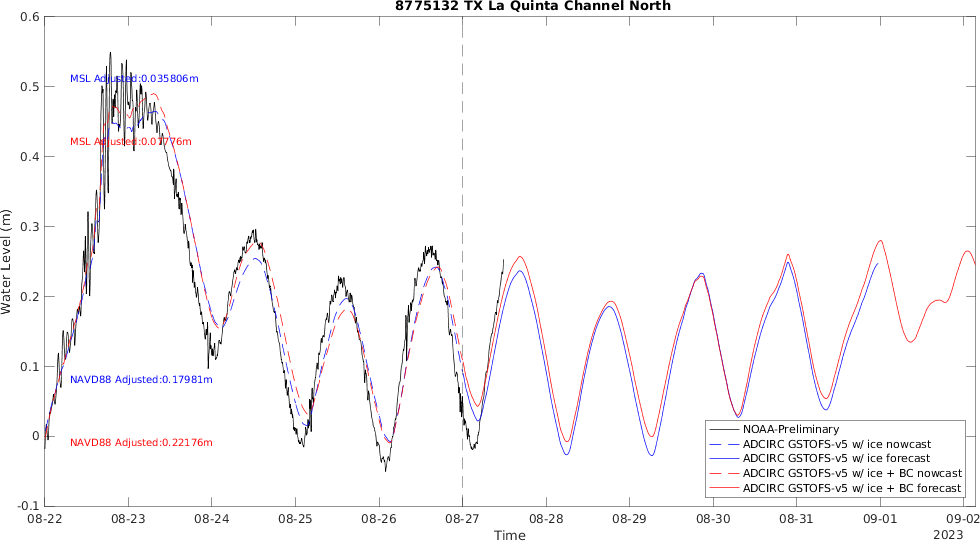 8775132 TX La Quinta Channel North
0.6
0.5
0.4
0.3
0.2
0.1
0
-0.1
Water Level (m)
MSL Adjusted:0.035806m
MSL Adjusted:0.01776m
NAVD88 Adjusted:0.17981m
NAVD88 Adjusted:0.22176m
NOAA-Preliminary
ADCIRC GSTOFS-v5 w/ ice nowcast
ADCIRC GSTOFS-v5 w/ ice forecast
ADCIRC GSTOFS-v5 w/ ice + BC nowcast
ADCIRC GSTOFS-v5 w/ ice + BC forecast
08-22 08-23 08-24 08-25 08-26 08-27 08-28 08-29 08-30 08-31 09-01 09-02
Time
2023